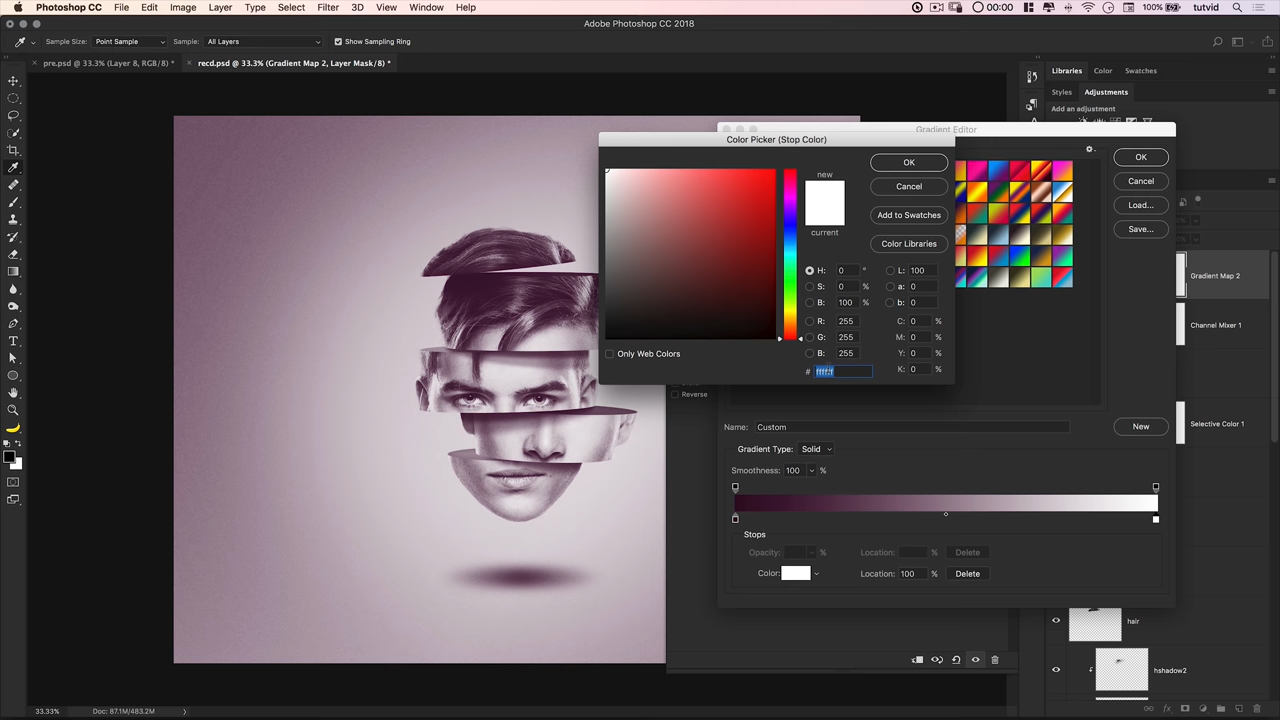 Photoshop CC File Edit Image Layer Type Select Filter 3D View Window Help 00:00 100% tutvid
Adobe Photoshop CC 2018
Sample Size: Point Sample Sample: All Layers Show Sampling Ring
pre.psd @ 33.3% (Layer 8, RGB/8) * recd.psd @ 33.3% (Gradient Map 2, Layer Mask/8) *
Libraries Color Swatches
Styles Adjustments
Add an adjustment
Gradient Editor
Color Picker (Stop Color)
OK
Cancel
Load...
Save...
new
current
OK
Cancel
Add to Swatches
Color Libraries
H: 0 ° L: 100
S: 0 % a: 0
B: 100 % b: 0
R: 255 C: 0 %
G: 255 M: 0 %
B: 255 Y: 0 %
# ffffff K: 0 %
Only Web Colors
Reverse
Gradient Map 2
Channel Mixer 1
Selective Color 1
Name: Custom New
Gradient Type: Solid
Smoothness: 100 %
Stops
Opacity: % Location: % Delete
Color: Location: 100 % Delete
hair
hshadow2
33.33% Doc: 87.1M/483.2M